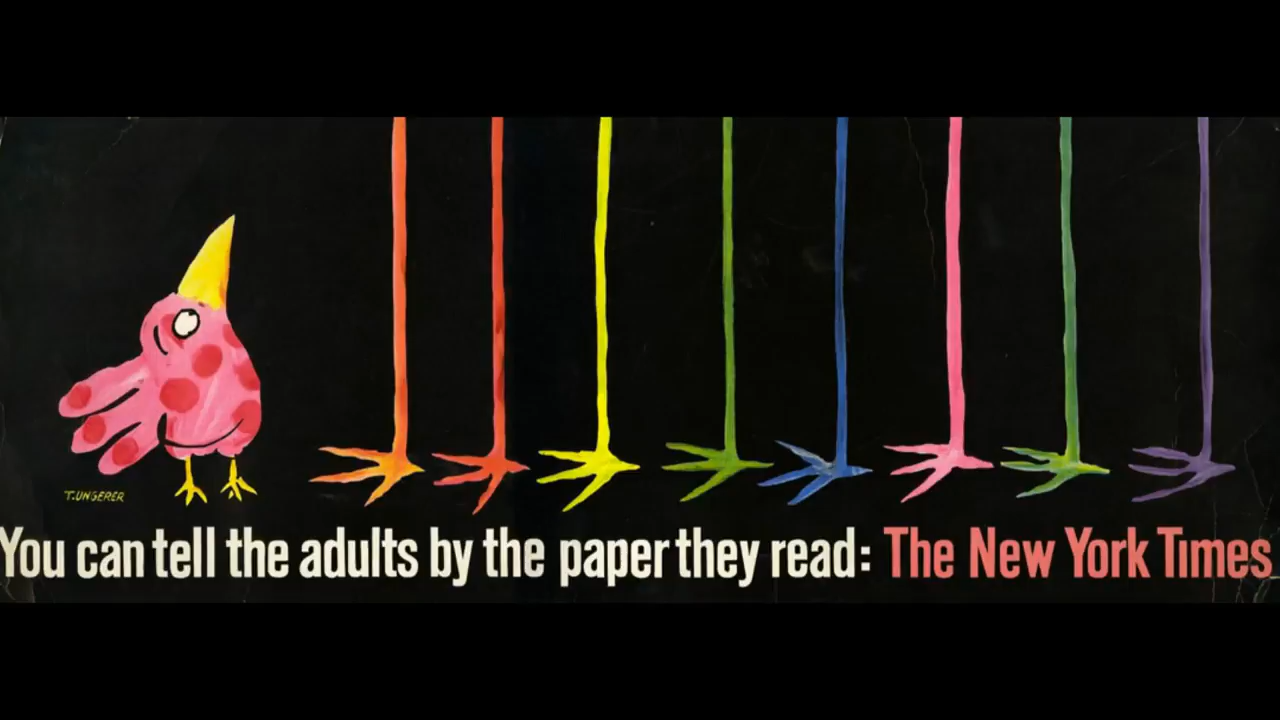 T. UNGERER
You can tell the adults by the paper they read: The New York Times